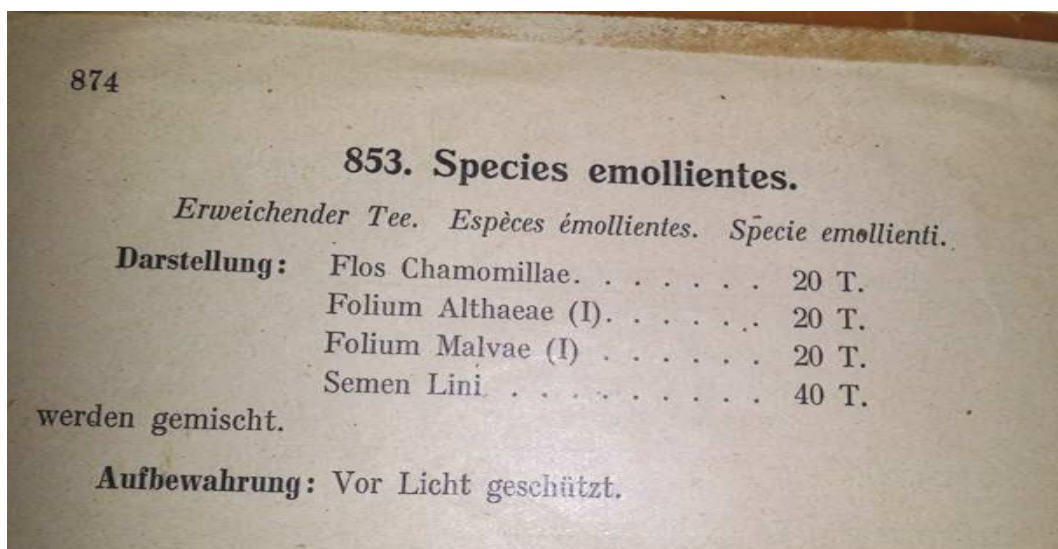 874
853. Species emollientes.
Erweichender Tee. Espèces émollientes. Specie emollienti.
Darstellung: Flos Chamomillae. . . . . . . 20 T.
Folium Althaeae (I). . . . . . 20 T.
Folium Malvae (I) . . . . . . 20 T.
Semen Lini . . . . . . . . . 40 T.
werden gemischt.
Aufbewahrung: Vor Licht geschützt.